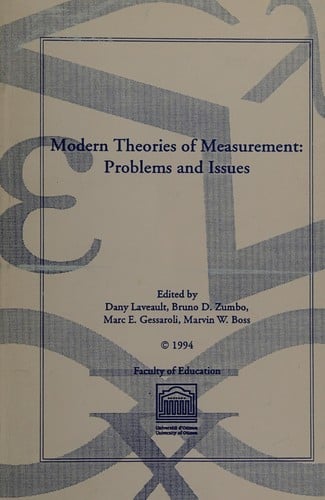 Modern Theories of Measurement:
Problems and Issues
Edited by
Dany Laveault, Bruno D. Zumbo,
Marc E. Gessaroli, Marvin W. Boss
© 1994
Faculty of Education
Université d'Ottawa
University of Ottawa